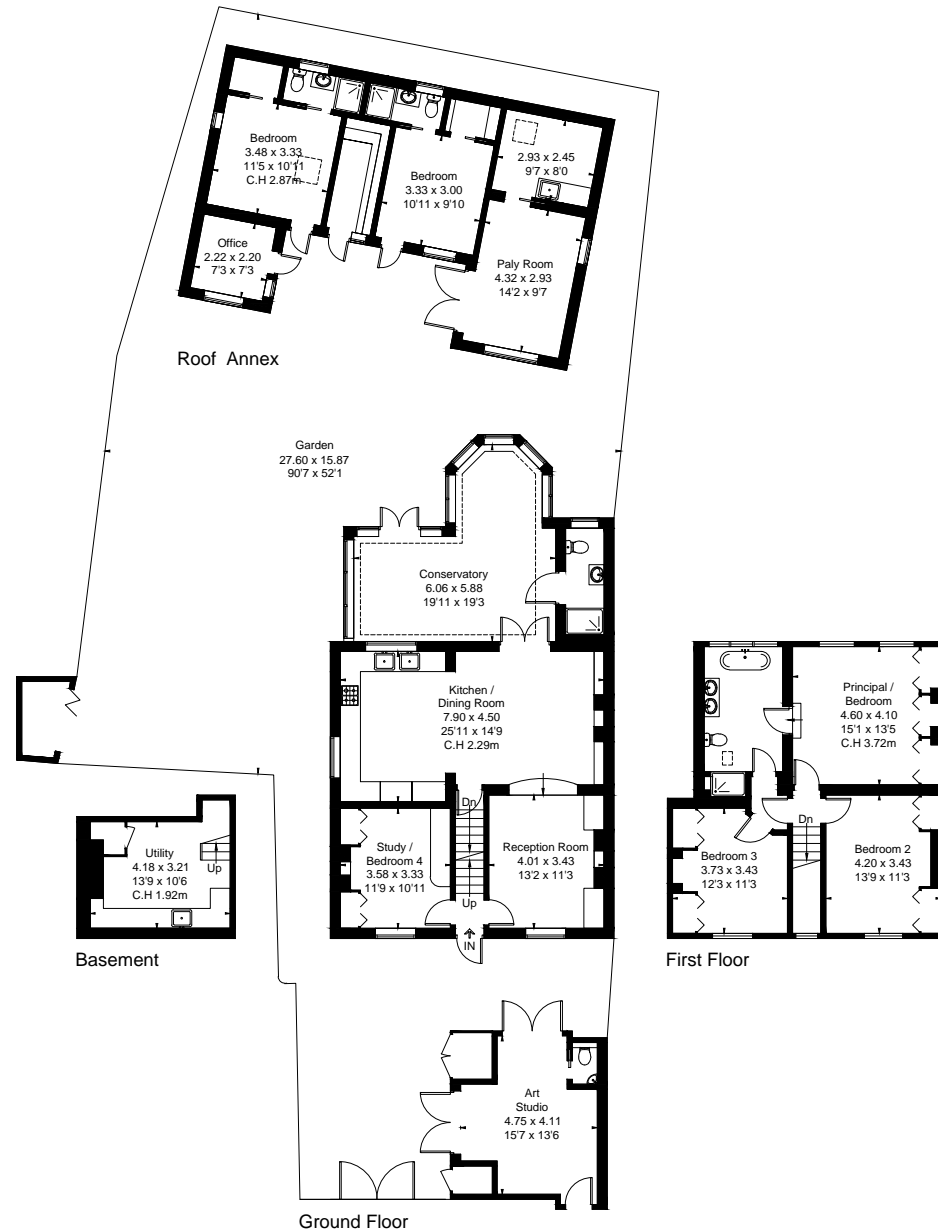 Bedroom
3.48 x 3.33
11'5 x 10'11
C.H 2.87m
Bedroom
3.33 x 3.00
10'11 x 9'10
2.93 x 2.45
9'7 x 8'0
Office
2.22 x 2.20
7'3 x 7'3
Paly Room
4.32 x 2.93
14'2 x 9'7
Roof Annex
Garden
27.60 x 15.87
90'7 x 52'1
Conservatory
6.06 x 5.88
19'11 x 19'3
Kitchen /
Dining Room
7.90 x 4.50
25'11 x 14'9
C.H 2.29m
Dn
Study /
Bedroom 4
3.58 x 3.33
11'9 x 10'11
Reception Room
4.01 x 3.43
13'2 x 11'3
Up
IN
Utility
4.18 x 3.21
13'9 x 10'6
C.H 1.92m
Up
Basement
Principal /
Bedroom
4.60 x 4.10
15'1 x 13'5
C.H 3.72m
Dn
Bedroom 3
3.73 x 3.43
12'3 x 11'3
Bedroom 2
4.20 x 3.43
13'9 x 11'3
First Floor
Art
Studio
4.75 x 4.11
15'7 x 13'6
Ground Floor